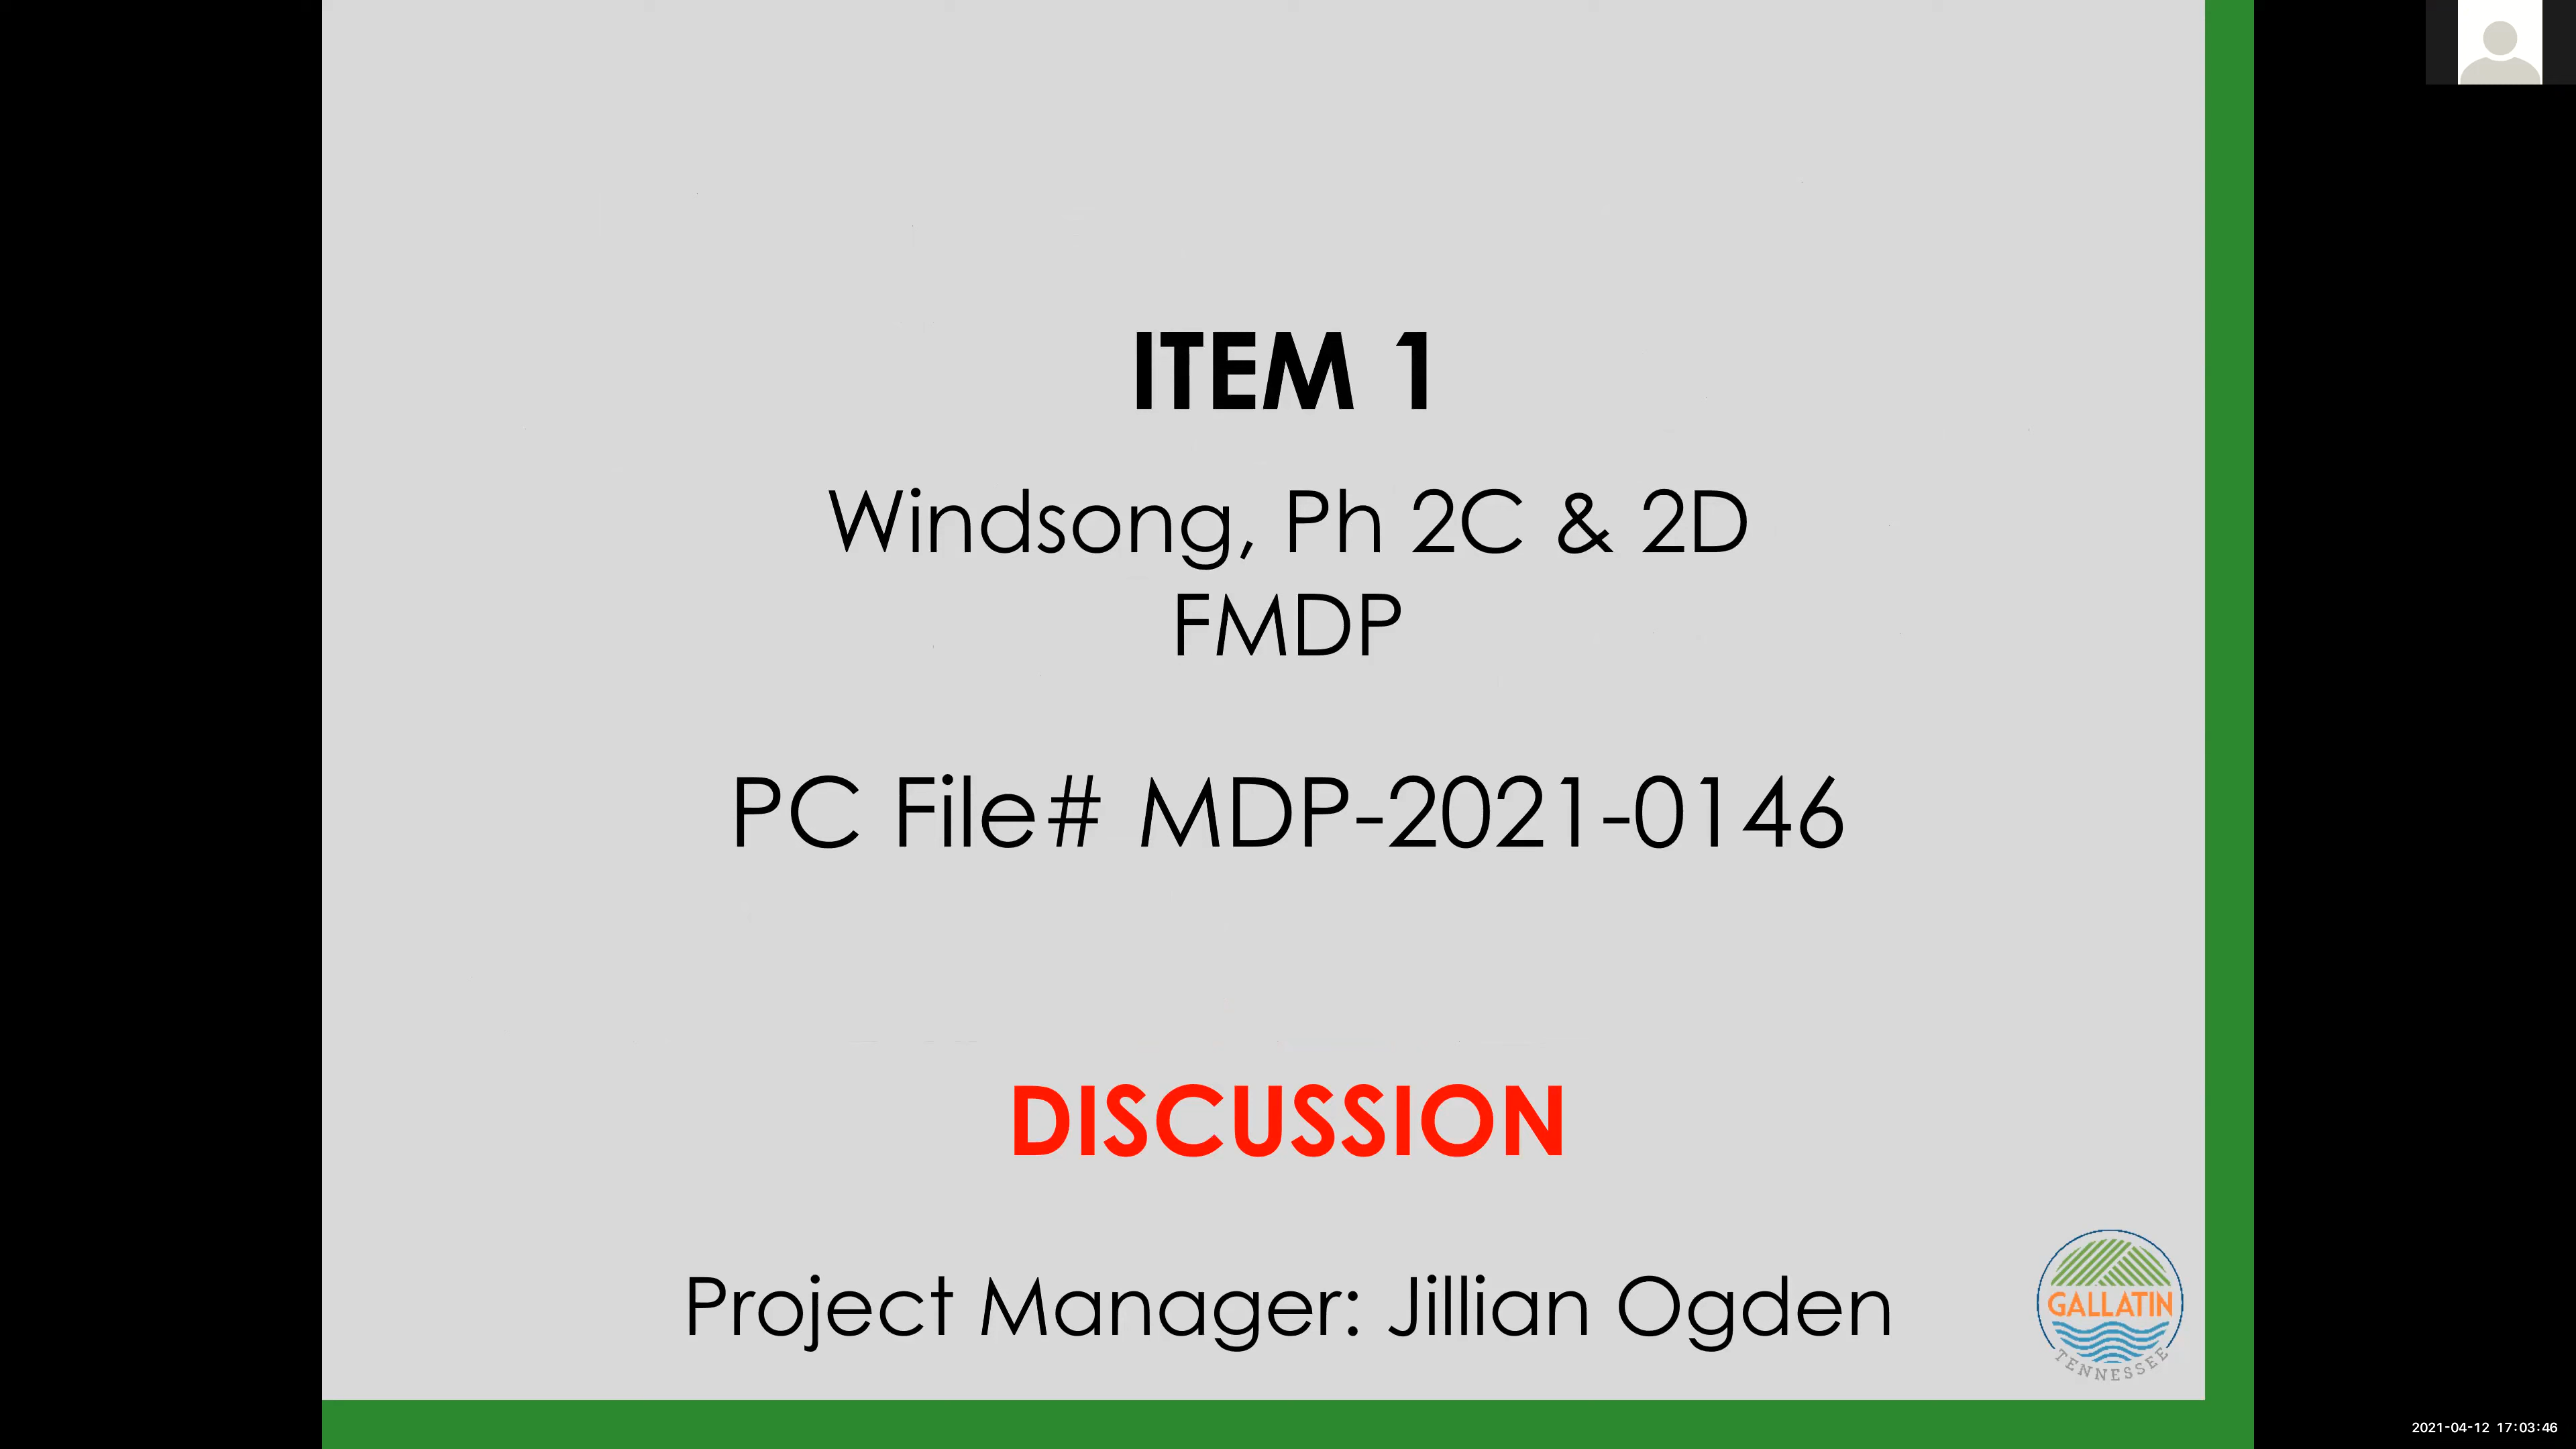 ITEM 1
Windsong, Ph 2C & 2D
FMDP
PC File# MDP-2021-0146
DISCUSSION
Project Manager: Jillian Ogden
GALLATIN
TENNESSEE
2021-04-12 17:03:46